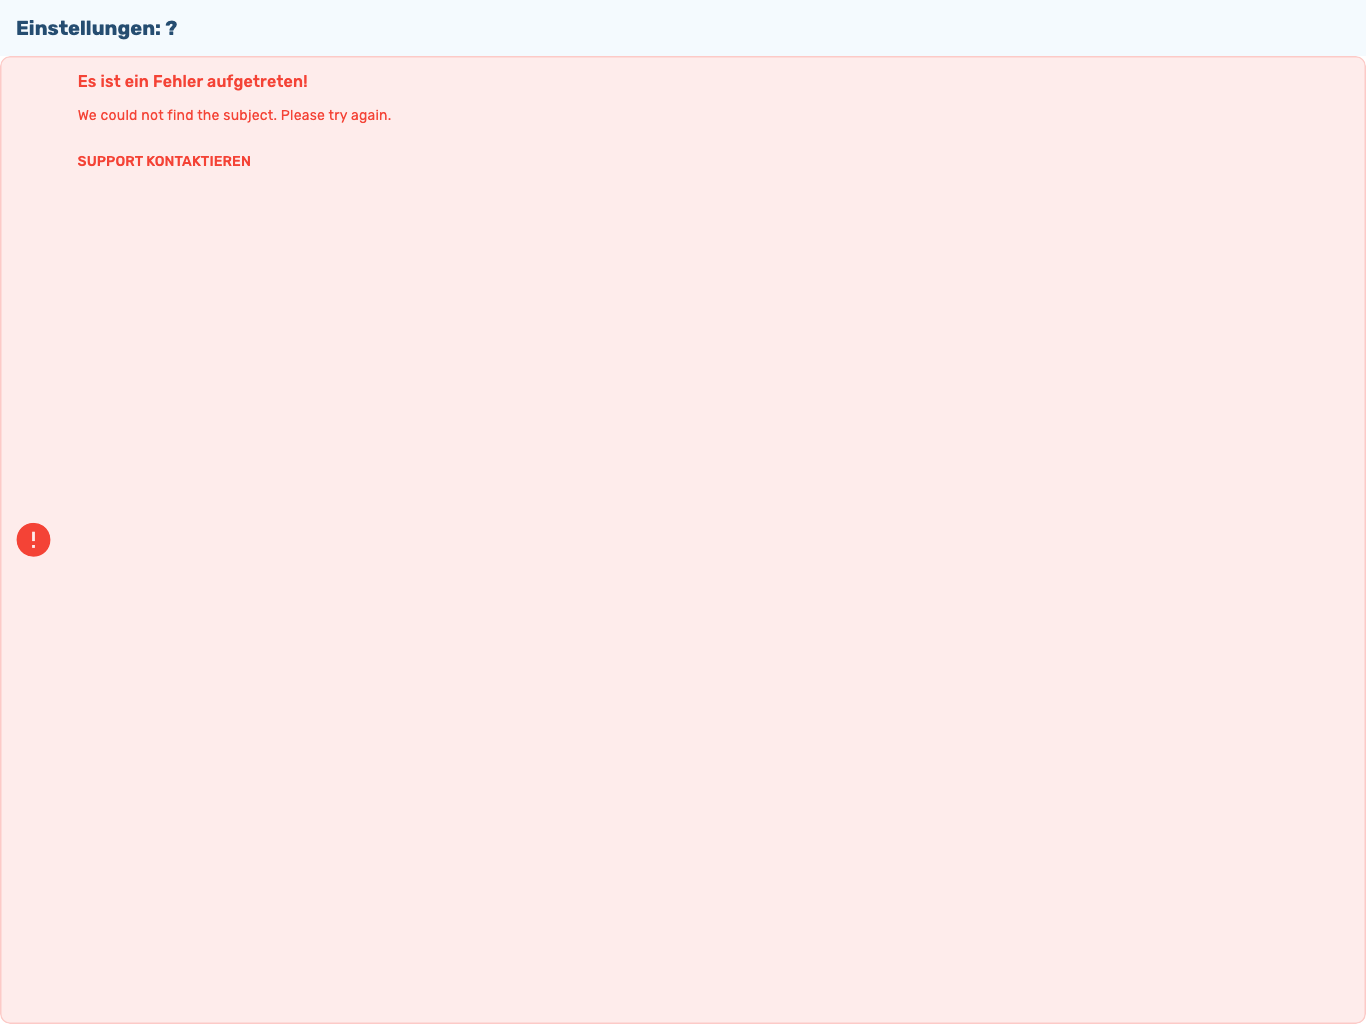 Einstellungen: ?
Es ist ein Fehler aufgetreten!
We could not find the subject. Please try again.
SUPPORT KONTAKTIEREN